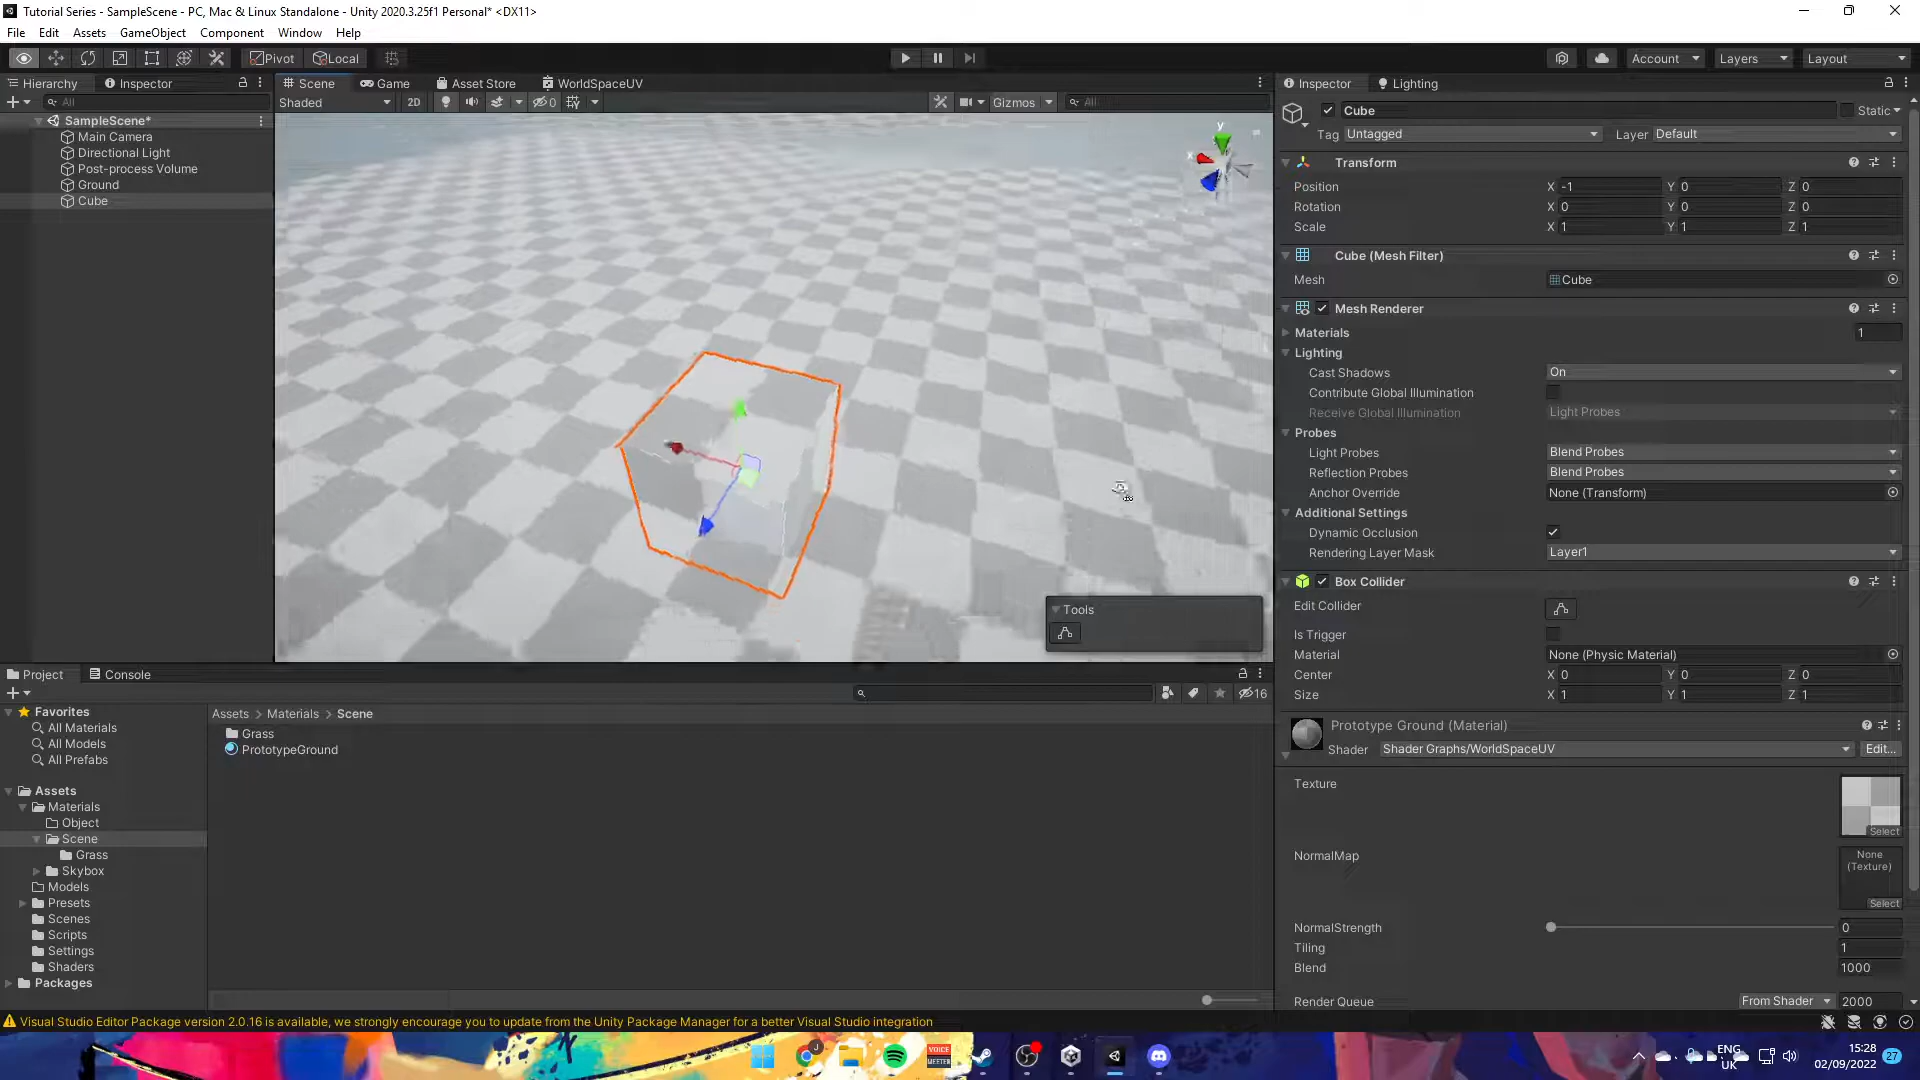 Tutorial Series - SampleScene - PC, Mac & Linux Standalone - Unity 2020.3.25f1 Personal* <DX11>
File Edit Assets GameObject Component Window Help
Pivot Local Account Layers Layout
Hierarchy Inspector Scene Game Asset Store WorldSpaceUV Inspector Lighting
All Shaded 2D 0 Gizmos All
SampleScene*
Main Camera
Directional Light
Post-process Volume
Ground
Cube
y
x
Tools
Cube Static
Tag Untagged Layer Default
Transform
Position X -1 Y 0 Z 0
Rotation X 0 Y 0 Z 0
Scale X 1 Y 1 Z 1
Cube (Mesh Filter)
Mesh Cube
Mesh Renderer
Materials 1
Lighting
Cast Shadows On
Contribute Global Illumination
Receive Global Illumination Light Probes
Probes
Light Probes Blend Probes
Reflection Probes Blend Probes
Anchor Override None (Transform)
Additional Settings
Dynamic Occlusion
Rendering Layer Mask Layer1
Box Collider
Edit Collider
Is Trigger
Material None (Physic Material)
Center X 0 Y 0 Z 0
Size X 1 Y 1 Z 1
Prototype Ground (Material)
Shader Shader Graphs/WorldSpaceUV Edit...
Texture
Select
NormalMap None (Texture)
Select
NormalStrength 0
Tiling 1
Blend 1000
Render Queue From Shader 2000
Project Console
16
Favorites
All Materials
All Models
All Prefabs
Assets
Materials
Object
Scene
Grass
Skybox
Models
Presets
Scenes
Scripts
Settings
Shaders
Packages
Assets > Materials > Scene
Grass
PrototypeGround
Visual Studio Editor Package version 2.0.16 is available, we strongly encourage you to update from the Unity Package Manager for a better Visual Studio integration
VOICE MEETER
ENG UK
15:28
02/09/2022
27